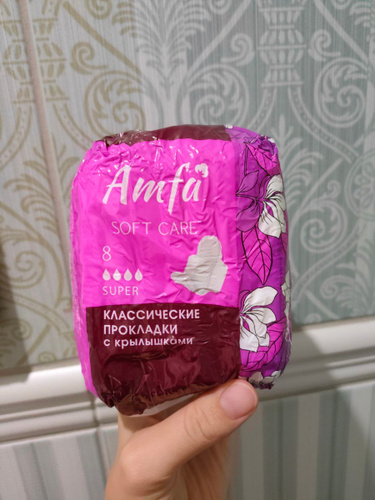 Amfa
SOFT CARE
8
SUPER
КЛАССИЧЕСКИЕ
ПРОКЛАДКИ
с крылышками